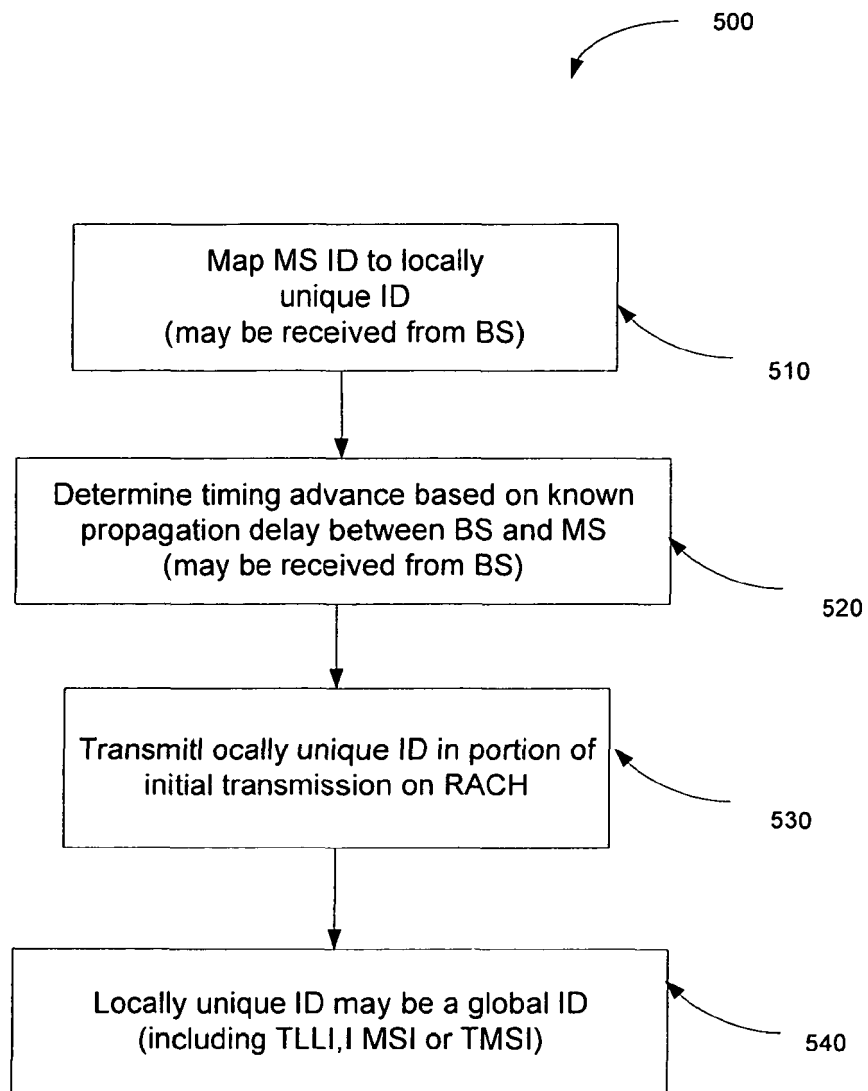 500
Map MS ID to locally
unique ID
(may be received from BS)
510
Determine timing advance based on known
propagation delay between BS and MS
(may be received from BS)
520
Transmitl ocally unique ID in portion of
initial transmission on RACH
530
Locally unique ID may be a global ID
(including TLLI,I MSI or TMSI)
540